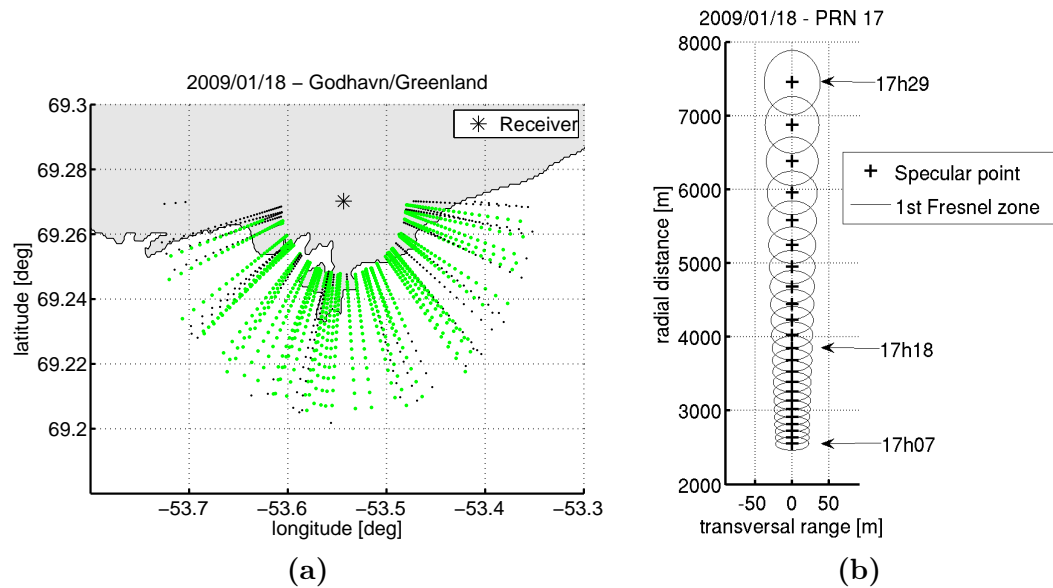 2009/01/18 – Godhavn/Greenland
69.3
69.28
69.26
69.24
69.22
69.2
latitude [deg]
Receiver
−53.7
−53.6
−53.5
−53.4
−53.3
longitude [deg]
(a)
2009/01/18 - PRN 17
8000
7000
6000
5000
4000
3000
2000
radial distance [m]
17h29
Specular point
1st Fresnel zone
17h18
17h07
-50
0
50
transversal range [m]
(b)